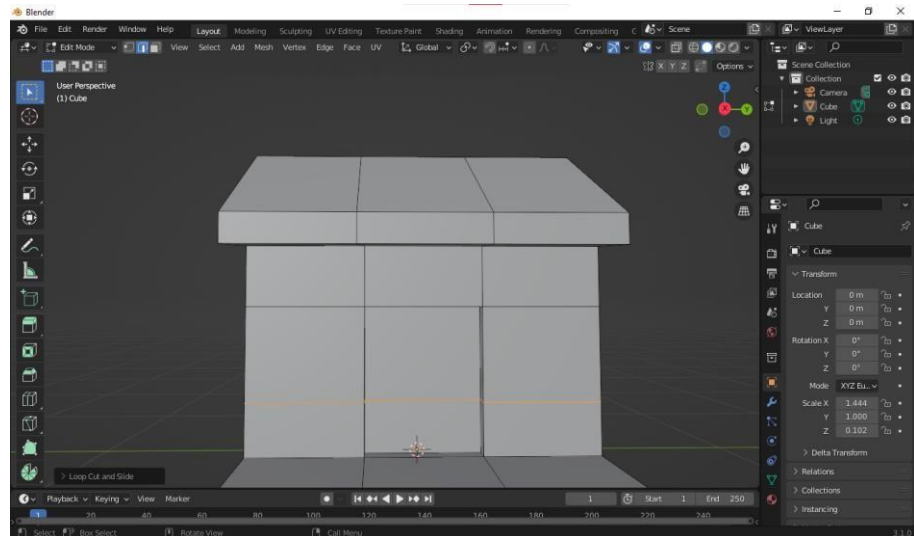 Blender
File Edit Render Window Help Layout Modeling Sculpting UV Editing Texture Paint Shading Animation Rendering Compositing Scene ViewLayer
Edit Mode View Select Add Mesh Vertex Edge Face UV Global
X Y Z Options
User Perspective
(1) Cube
X
Scene Collection
Collection
Camera
Cube
Light
Cube
Cube
Transform
Location 0 m
Y 0 m
Z 0 m
Rotation X 0°
Y 0°
Z 0°
Mode XYZ Eu..
Scale X 1.444
Y 1.000
Z 0.102
Delta Transform
Relations
Collections
Instancing
Loop Cut and Slide
Playback Keying View Marker 1 Start 1 End 250
1 20 40 60 80 100 120 140 160 180 200 220 240
Select Box Select Rotate View Call Menu 3.1.0